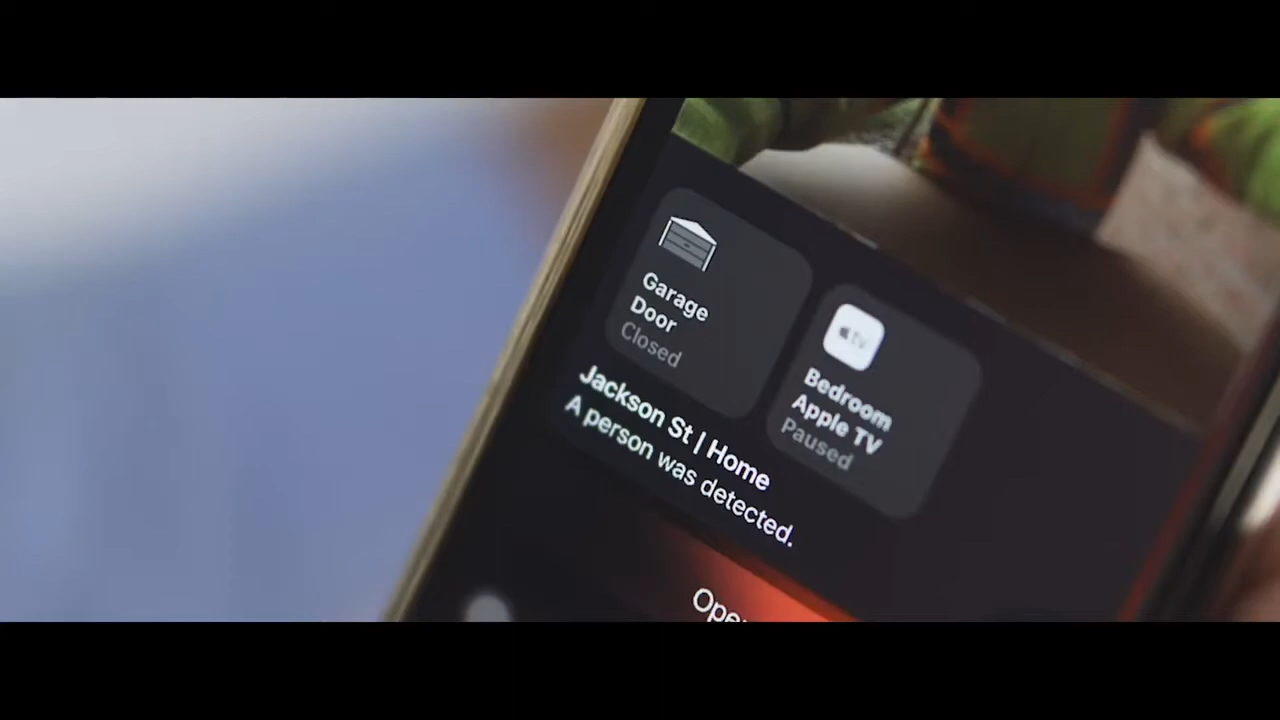 Garage
Door
Closed
tv
Bedroom
Apple TV
Paused
Jackson St | Home
A person was detected.